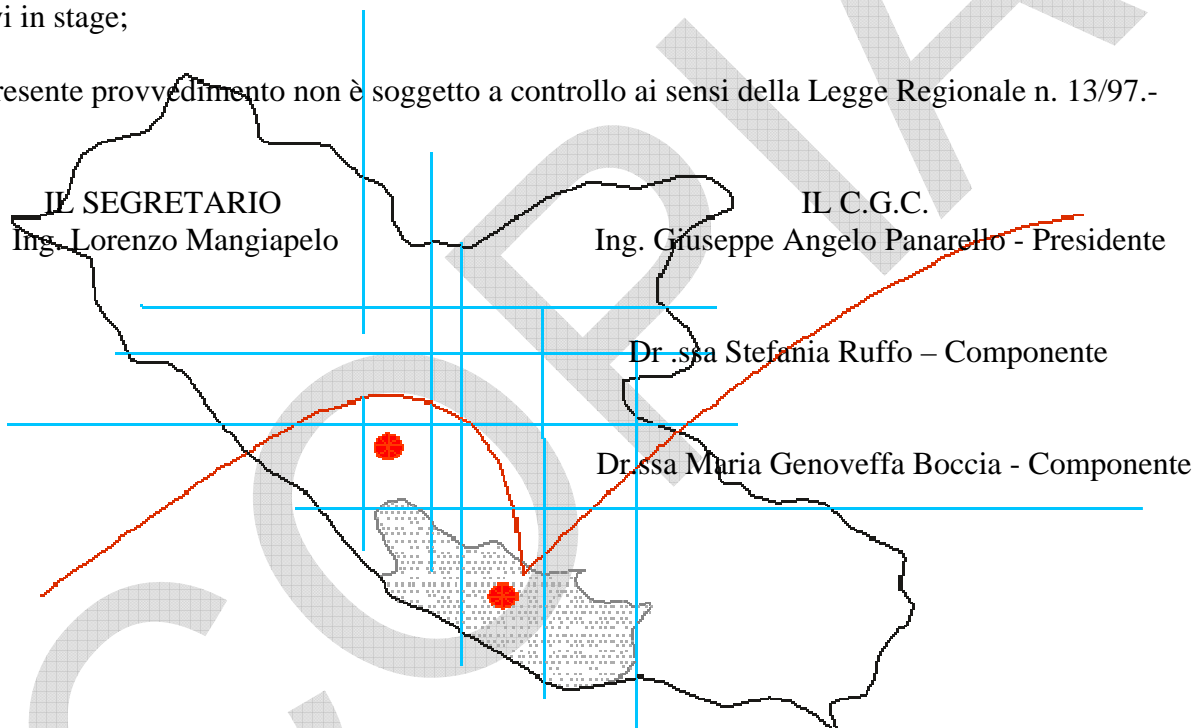 vi in stage;
resente provvedimento non è soggetto a controllo ai sensi della Legge Regionale n. 13/97.-
IL SEGRETARIO IL C.G.C.
Ing. Lorenzo Mangiapelo Ing. Giuseppe Angelo Panarello - Presidente
Dr .ssa Stefania Ruffo – Componente
Dr.ssa Maria Genoveffa Boccia - Componente
COPIA